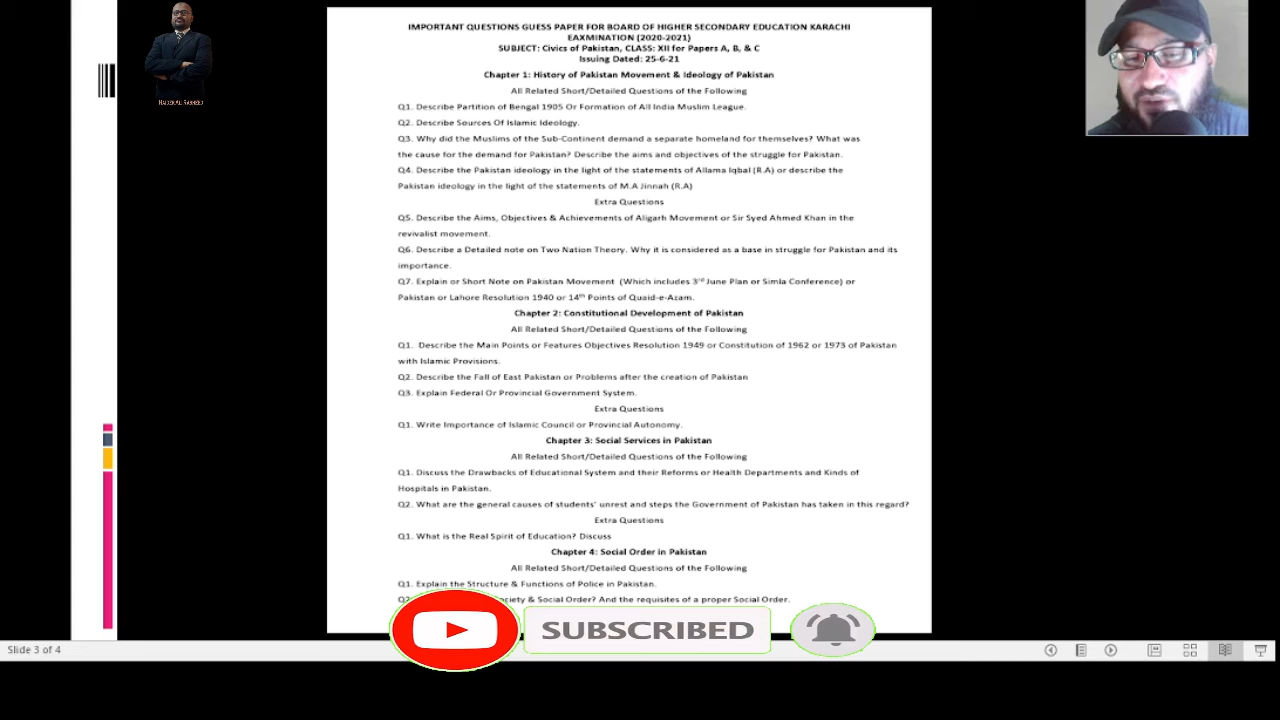 IMPORTANT QUESTIONS GUESS PAPER FOR BOARD OF HIGHER SECONDARY EDUCATION KARACHI
EAXMINATION (2020-2021)
SUBJECT: Civics of Pakistan, CLASS: XII for Papers A, B, & C
Issuing Dated: 25-6-21
Chapter 1: History of Pakistan Movement & Ideology of Pakistan
All Related Short/Detailed Questions of the Following
Q1. Describe Partition of Bengal 1905 Or Formation of All India Muslim League.
Q2. Describe Sources Of Islamic Ideology.
Q3. Why did the Muslims of the Sub-Continent demand a separate homeland for themselves? What was
the cause for the demand for Pakistan? Describe the aims and objectives of the struggle for Pakistan.
Q4. Describe the Pakistan ideology in the light of the statements of Allama Iqbal (R.A) or describe the
Pakistan ideology in the light of the statements of M.A Jinnah (R.A)
Extra Questions
Q5. Describe the Aims, Objectives & Achievements of Aligarh Movement or Sir Syed Ahmed Khan in the
revivalist movement.
Q6. Describe a Detailed note on Two Nation Theory. Why it is considered as a base in struggle for Pakistan and its
importance.
Q7. Explain or Short Note on Pakistan Movement (Which includes 3rd June Plan or Simla Conference) or
Pakistan or Lahore Resolution 1940 or 14th Points of Quaid-e-Azam.
Chapter 2: Constitutional Development of Pakistan
All Related Short/Detailed Questions of the Following
Q1. Describe the Main Points or Features Objectives Resolution 1949 or Constitution of 1962 or 1973 of Pakistan
with Islamic Provisions.
Q2. Describe the Fall of East Pakistan or Problems after the creation of Pakistan
Q3. Explain Federal Or Provincial Government System.
Extra Questions
Q1. Write Importance of Islamic Council or Provincial Autonomy.
Chapter 3: Social Services in Pakistan
All Related Short/Detailed Questions of the Following
Q1. Discuss the Drawbacks of Educational System and their Reforms or Health Departments and Kinds of
Hospitals in Pakistan.
Q2. What are the general causes of students' unrest and steps the Government of Pakistan has taken in this regard?
Extra Questions
Q1. What is the Real Spirit of Education? Discuss
Chapter 4: Social Order in Pakistan
All Related Short/Detailed Questions of the Following
Q1. Explain the Structure & Functions of Police in Pakistan.
& Social Order? And the requisites of a proper Social Order.
SUBSCRIBED
Slide 3 of 4